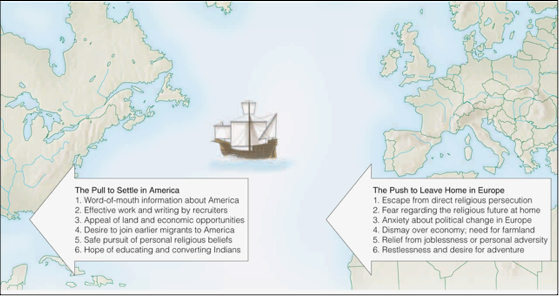 The Pull to Settle in America
1. Word-of-mouth information about America
2. Effective work and writing by recruiters
3. Appeal of land and economic opportunities
4. Desire to join earlier migrants to America
5. Safe pursuit of personal religious beliefs
6. Hope of educating and converting Indians
The Push to Leave Home in Europe
1. Escape from direct religious persecution
2. Fear regarding the religious future at home
3. Anxiety about political change in Europe
4. Dismay over economy; need for farmland
5. Relief from joblessness or personal adversity
6. Restlessness and desire for adventure